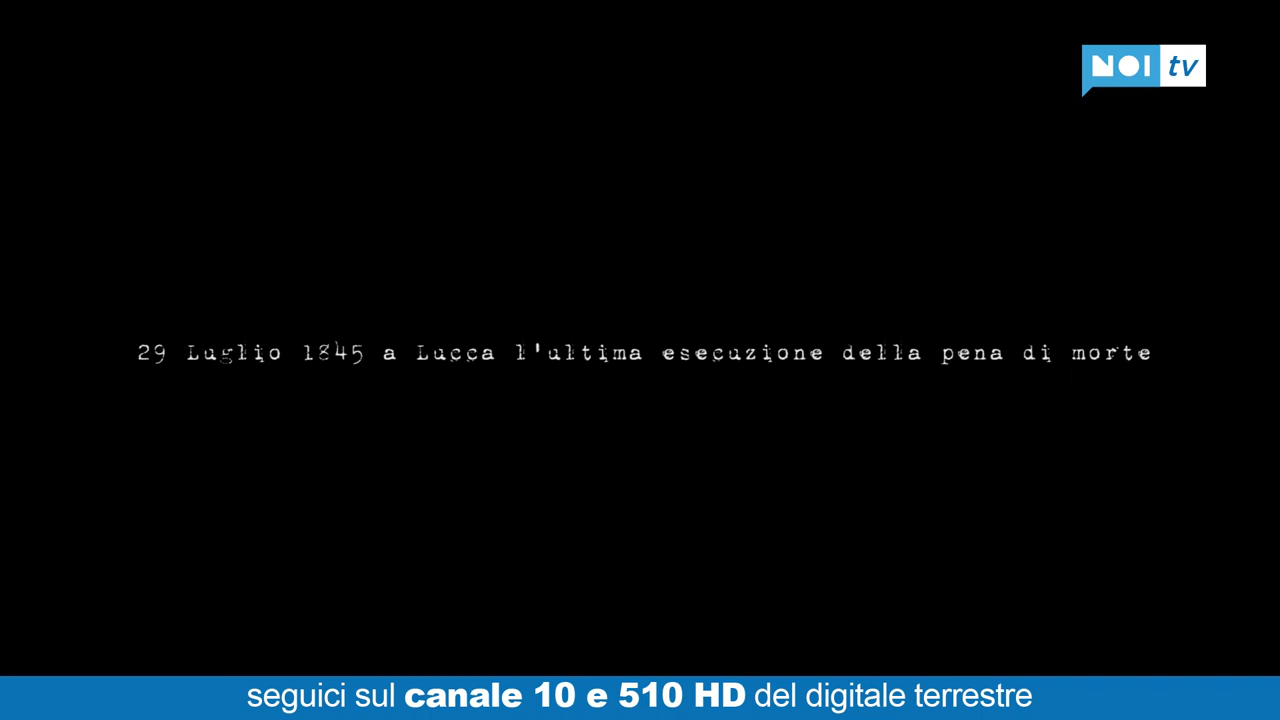 NOI tv
29 Luglio 1845 a Lucca l'ultima esecuzione della pena di morte
seguici sul canale 10 e 510 HD del digitale terrestre